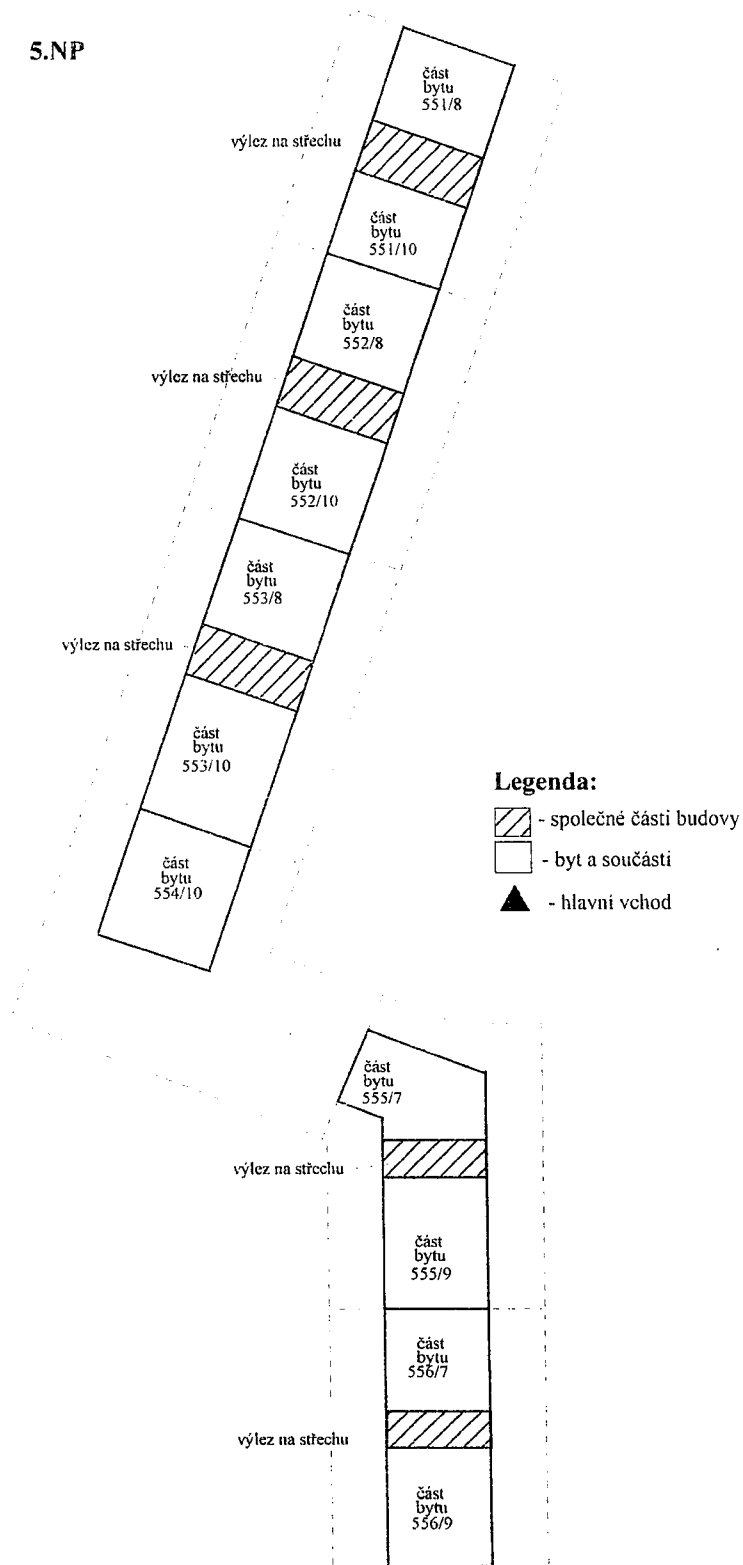 5.NP
část
bytu
551/8
výlez na střechu
část
bytu
551/10
část
bytu
552/8
výlez na střechu
část
bytu
552/10
část
bytu
553/8
výlez na střechu
část
bytu
553/10
Legenda:
- společné části budovy
- byt a součásti
- hlavní vchod
část
bytu
554/10
část
bytu
555/7
výlez na střechu
část
bytu
555/9
část
bytu
556/7
výlez na střechu
část
bytu
556/9